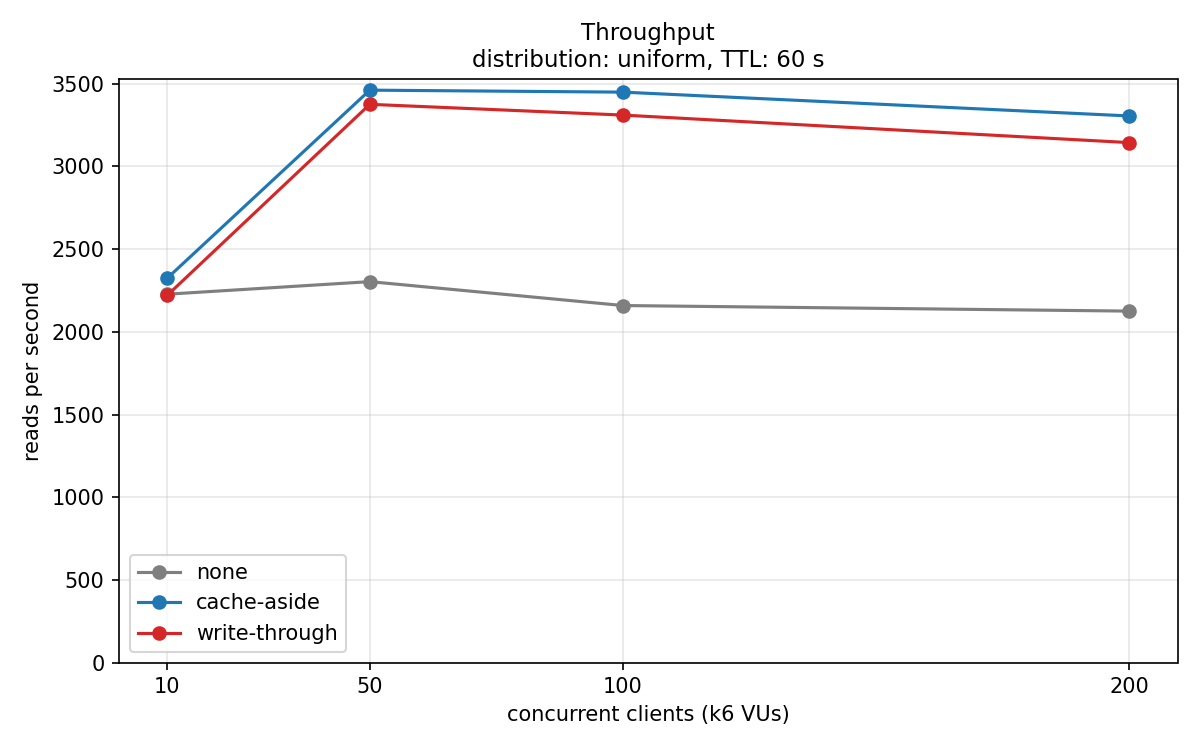 Throughput
distribution: uniform, TTL: 60 s
3500
3000
2500
2000
1500
1000
500
0
reads per second
none
cache-aside
write-through
10
50
100
200
concurrent clients (k6 VUs)